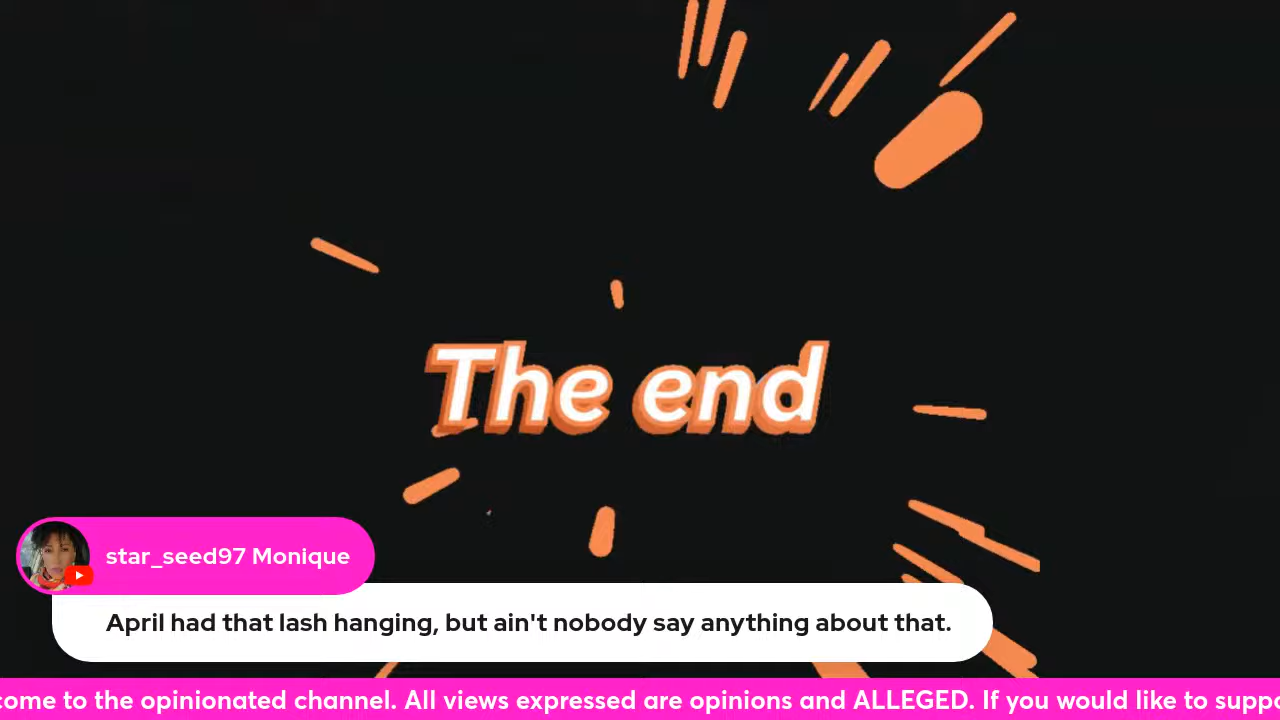 The end
star_seed97 Monique
April had that lash hanging, but ain't nobody say anything about that.
come to the opinionated channel. All views expressed are opinions and ALLEGED. If you would like to suppo